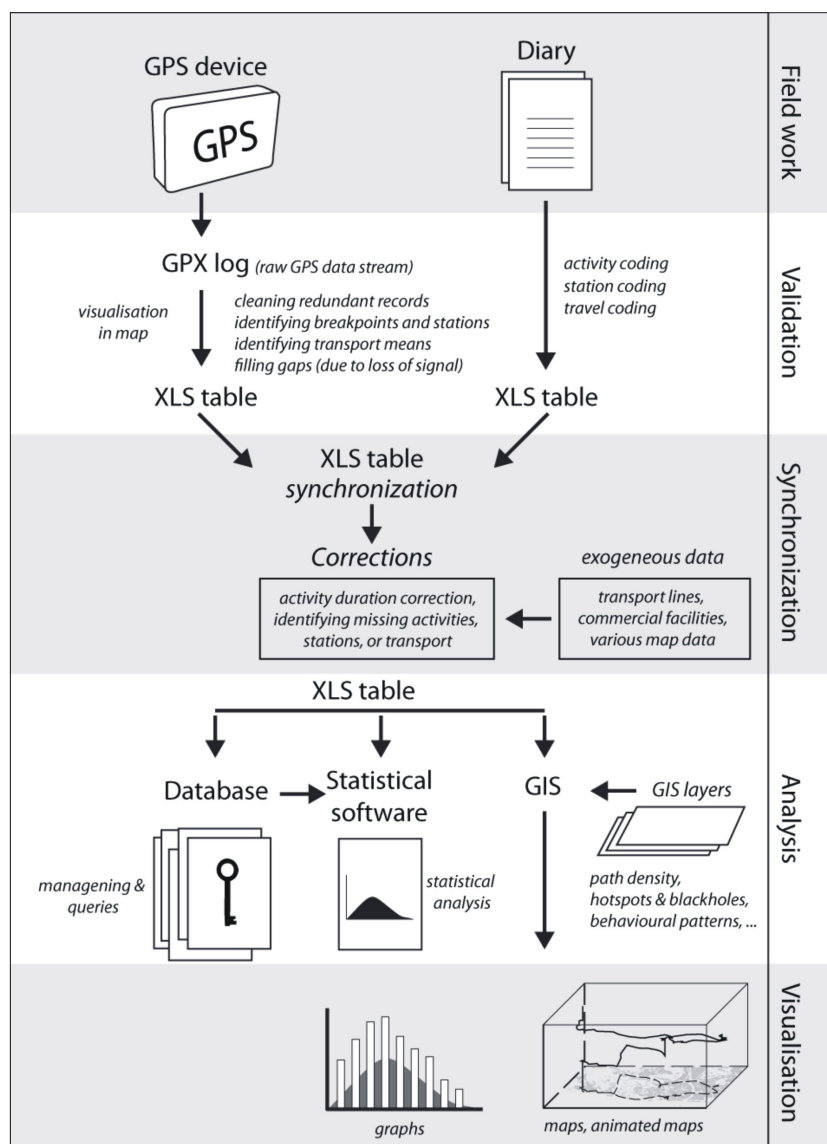 GPS device
GPS
Diary
Field work
GPX log (raw GPS data stream)
visualisation
in map
cleaning redundant records
identifying breakpoints and stations
identifying transport means
filling gaps (due to loss of signal)
activity coding
station coding
travel coding
XLS table
XLS table
Validation
XLS table
synchronization
Corrections
activity duration correction,
identifying missing activities,
stations, or transport
exogeneous data
transport lines,
commercial facilities,
various map data
Synchronization
XLS table
Database
Statistical
software
GIS
GIS layers
managening &
queries
statistical
analysis
path density,
hotspots & blackholes,
behavioural patterns, ...
Analysis
graphs
maps, animated maps
Visualisation